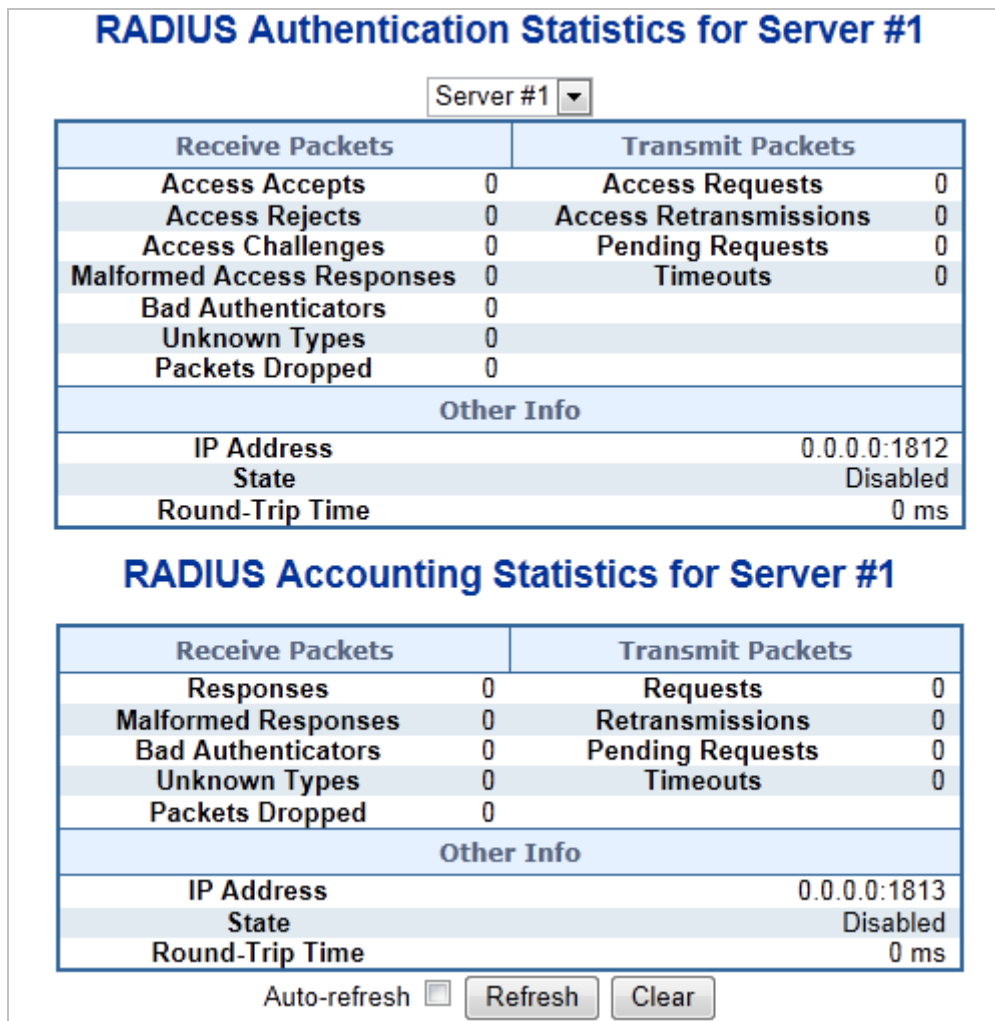 RADIUS Authentication Statistics for Server #1
Server #1
Receive Packets Transmit Packets
Access Accepts 0 Access Requests 0
Access Rejects 0 Access Retransmissions 0
Access Challenges 0 Pending Requests 0
Malformed Access Responses 0 Timeouts 0
Bad Authenticators 0
Unknown Types 0
Packets Dropped 0
Other Info
IP Address 0.0.0.0:1812
State Disabled
Round-Trip Time 0 ms
RADIUS Accounting Statistics for Server #1
Receive Packets Transmit Packets
Responses 0 Requests 0
Malformed Responses 0 Retransmissions 0
Bad Authenticators 0 Pending Requests 0
Unknown Types 0 Timeouts 0
Packets Dropped 0
Other Info
IP Address 0.0.0.0:1813
State Disabled
Round-Trip Time 0 ms
Auto-refresh Refresh Clear